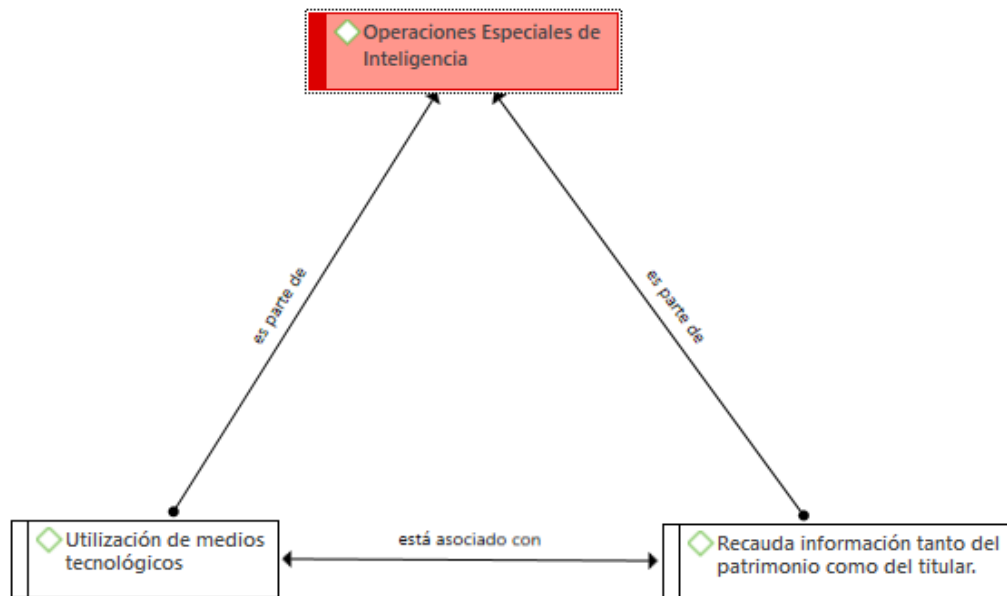 Operaciones Especiales de
Inteligencia
es parte de
es parte de
está asociado con
Utilización de medios
tecnológicos
Recauda información tanto del
patrimonio como del titular.